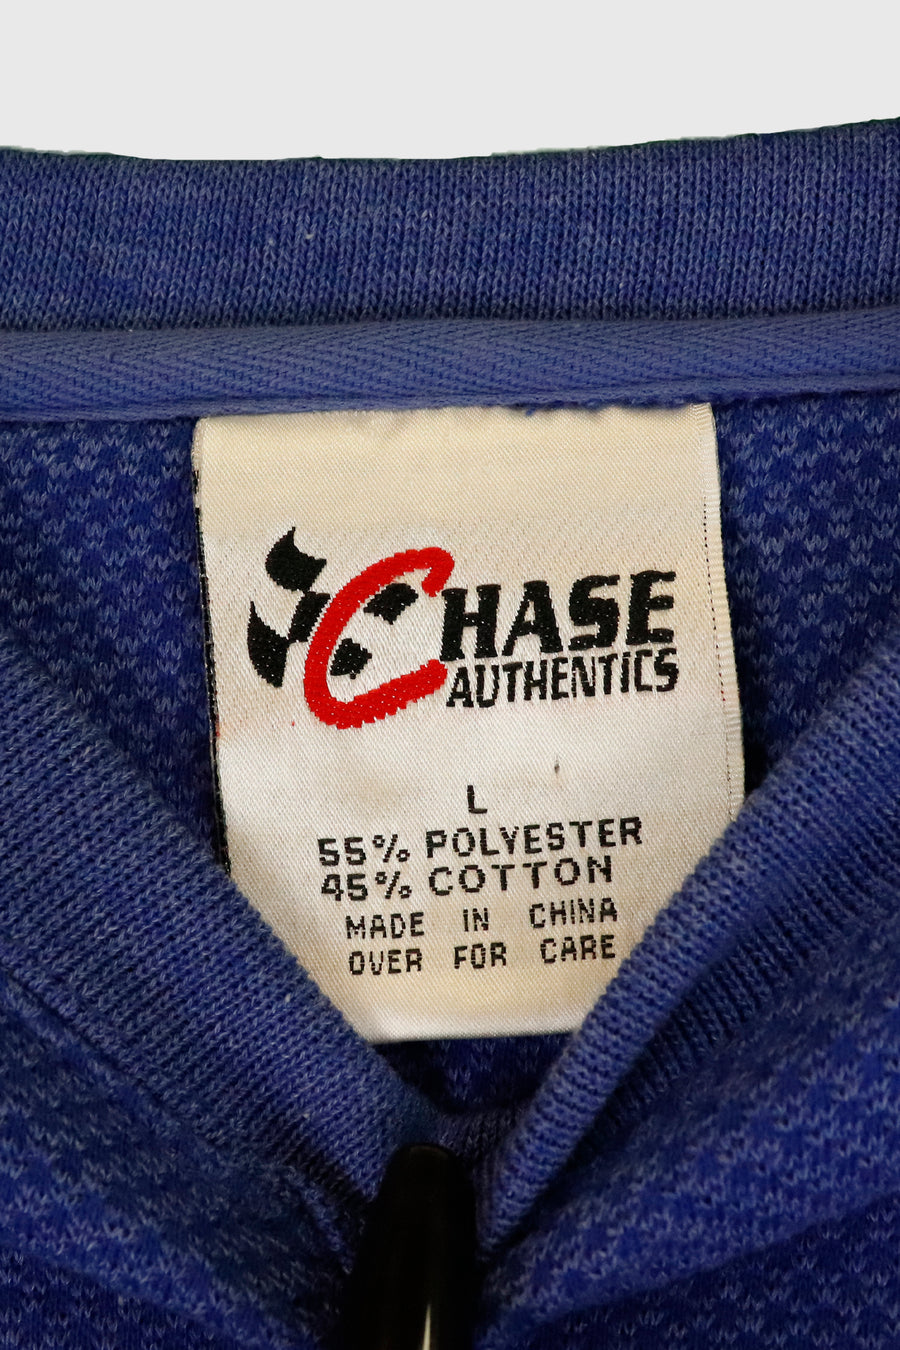 CHASE
AUTHENTICS
L
55% POLYESTER
45% COTTON
MADE IN CHINA
OVER FOR CARE